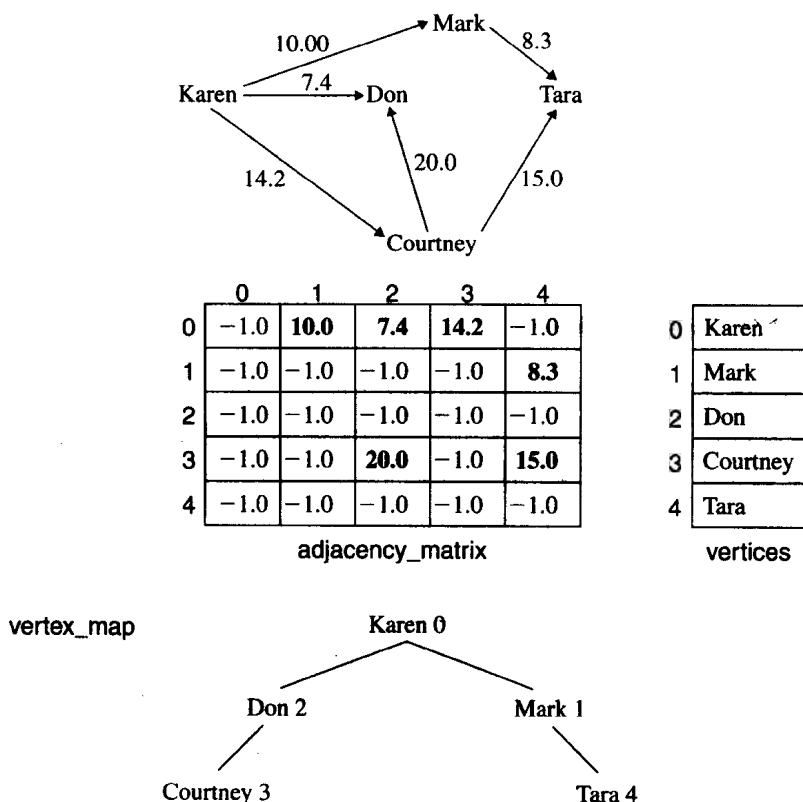 Mark
10.00
8.3
7.4
Karen
Don
Tara
20.0
14.2
15.0
Courtney
0 1 2 3 4
0 −1.0 10.0 7.4 14.2 −1.0
1 −1.0 −1.0 −1.0 −1.0 8.3
2 −1.0 −1.0 −1.0 −1.0 −1.0
3 −1.0 −1.0 20.0 −1.0 15.0
4 −1.0 −1.0 −1.0 −1.0 −1.0
adjacency_matrix
0 Karen
1 Mark
2 Don
3 Courtney
4 Tara
vertices
vertex_map
Karen 0
Don 2
Mark 1
Courtney 3
Tara 4